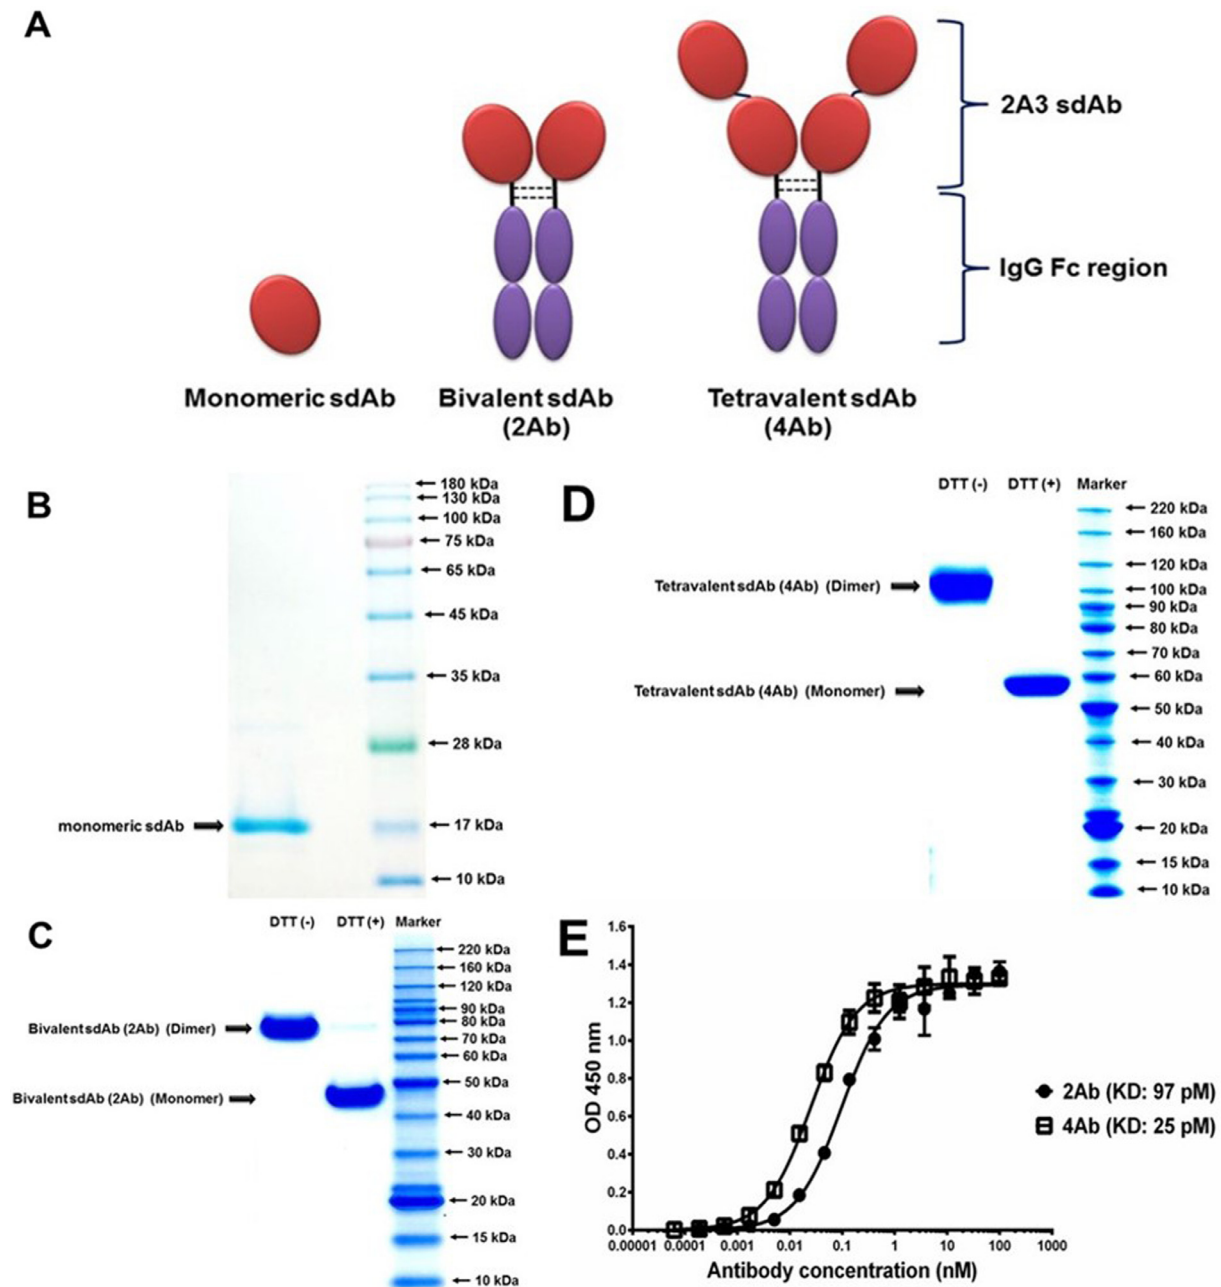 A
2A3 sdAb
IgG Fc region
Monomeric sdAb
Bivalent sdAb
(2Ab)
Tetravalent sdAb
(4Ab)
B
180 kDa
130 kDa
100 kDa
75 kDa
65 kDa
45 kDa
35 kDa
28 kDa
monomeric sdAb
17 kDa
10 kDa
D
DTT (-) DTT (+) Marker
220 kDa
160 kDa
120 kDa
Tetravalent sdAb (4Ab) (Dimer)
100 kDa
90 kDa
80 kDa
70 kDa
60 kDa
Tetravalent sdAb (4Ab) (Monomer)
50 kDa
40 kDa
30 kDa
20 kDa
15 kDa
10 kDa
C
DTT (-) DTT (+) Marker
220 kDa
160 kDa
120 kDa
90 kDa
Bivalent sdAb (2Ab) (Dimer)
80 kDa
70 kDa
60 kDa
50 kDa
Bivalent sdAb (2Ab) (Monomer)
40 kDa
30 kDa
20 kDa
15 kDa
10 kDa
E
OD 450 nm
1.6
1.4
1.2
1.0
0.8
0.6
0.4
0.2
0.0
0.00001 0.0001 0.001 0.01 0.1 1 10 100 1000
Antibody concentration (nM)
2Ab (KD: 97 pM)
4Ab (KD: 25 pM)